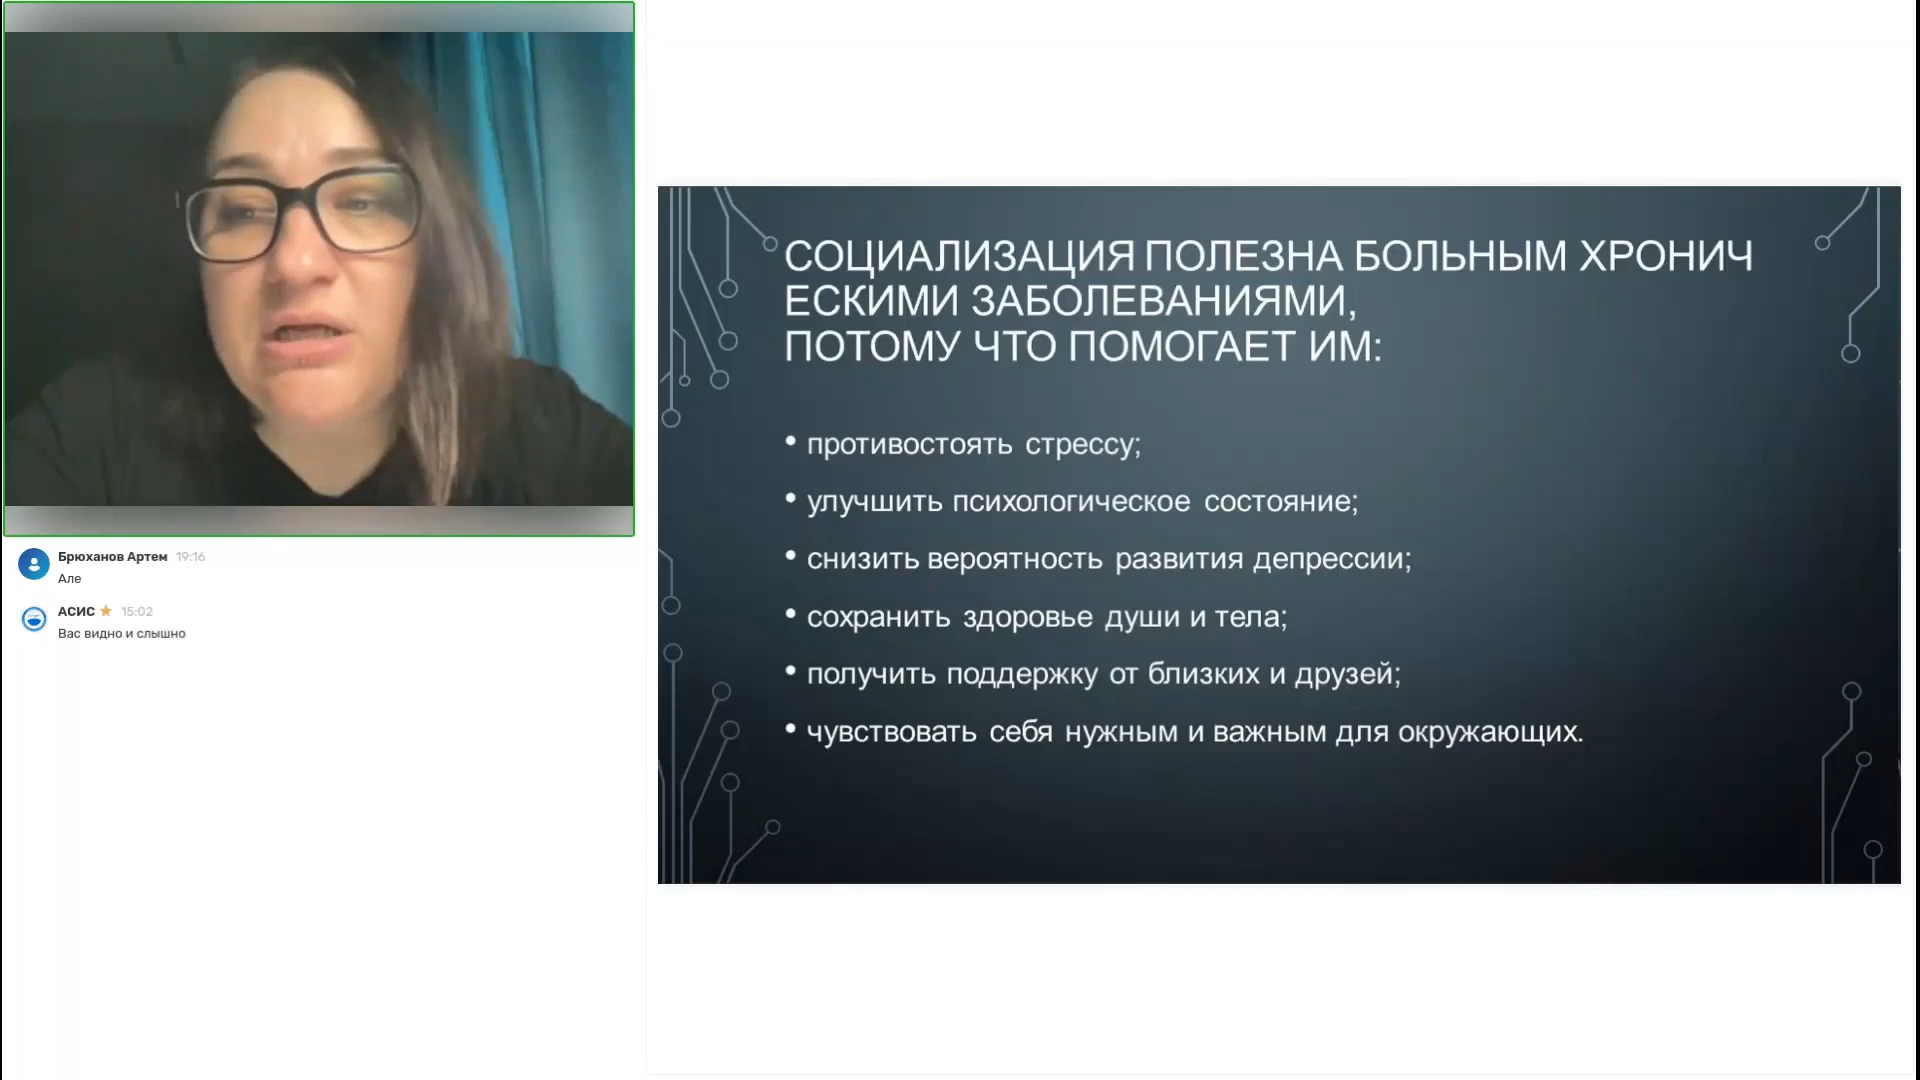 Брюханов Артем 19:16
Але
АСИС 15:02
Вас видно и слышно
СОЦИАЛИЗАЦИЯ ПОЛЕЗНА БОЛЬНЫМ ХРОНИЧ
ЕСКИМИ ЗАБОЛЕВАНИЯМИ,
ПОТОМУ ЧТО ПОМОГАЕТ ИМ:
• противостоять стрессу;
• улучшить психологическое состояние;
• снизить вероятность развития депрессии;
• сохранить здоровье души и тела;
• получить поддержку от близких и друзей;
• чувствовать себя нужным и важным для окружающих.